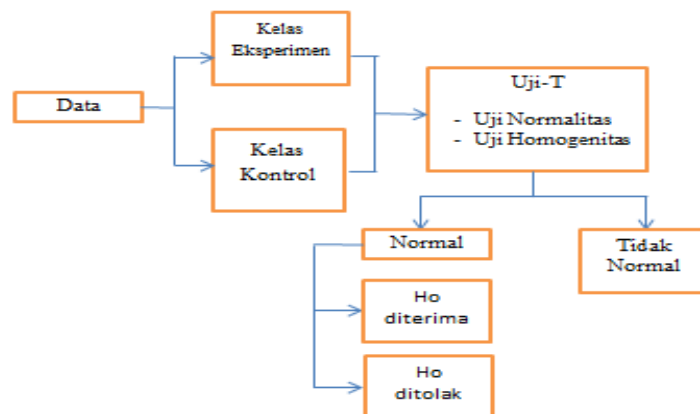 Kelas
Eksperimen
Data
Kelas
Kontrol
Uji-T
- Uji Normalitas
- Uji Homogenitas
Normal
Tidak
Normal
Ho
diterima
Ho
ditolak